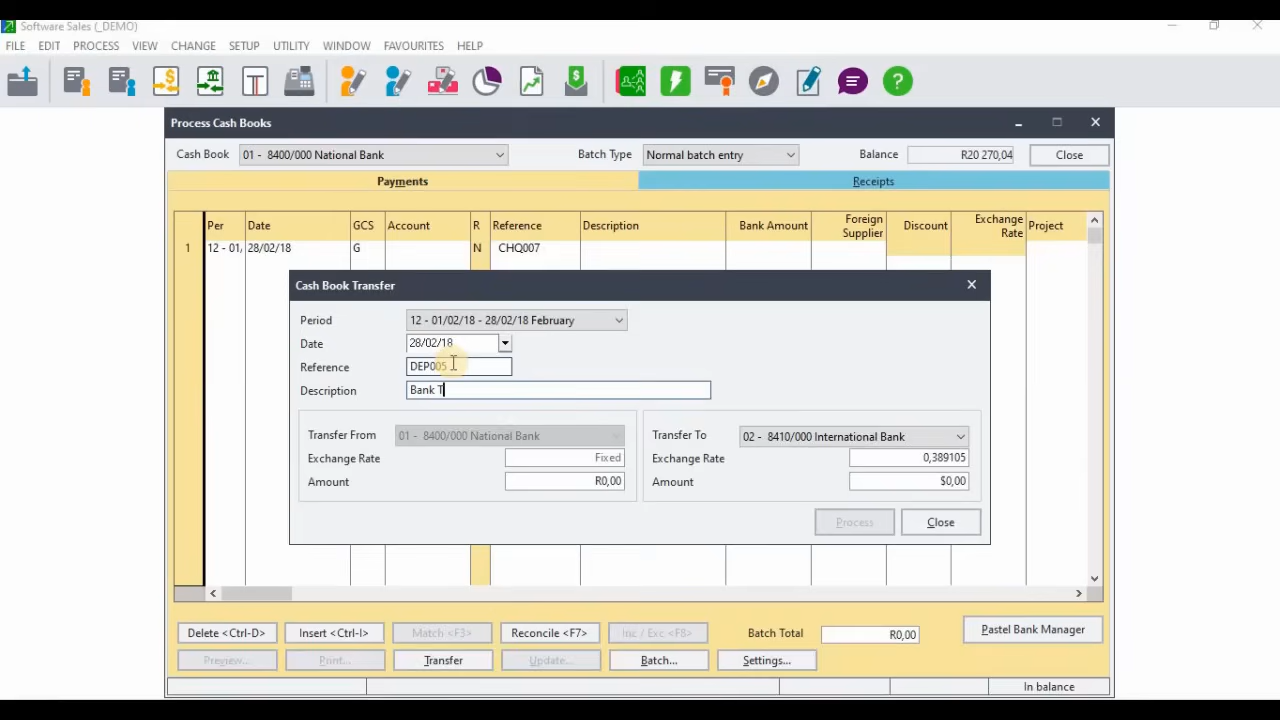 Software Sales (_DEMO)
FILE EDIT PROCESS VIEW CHANGE SETUP UTILITY WINDOW FAVOURITES HELP
Process Cash Books
Cash Book 01 - 8400/000 National Bank Batch Type Normal batch entry Balance R20 270,04 Close
Payments Receipts
Per Date GCS Account R Reference Description Bank Amount Foreign Supplier Discount Exchange Rate Project
1 12 - 01, 28/02/18 G N CHQ007
Cash Book Transfer
Period 12 - 01/02/18 - 28/02/18 February
Date 28/02/18
Reference DEP005
Description Bank T
Transfer From 01 - 8400/000 National Bank Transfer To 02 - 8410/000 International Bank
Exchange Rate Fixed Exchange Rate 0,389105
Amount R0,00 Amount $0,00
Process Close
Delete <Ctrl-D> Insert <Ctrl-I> Match <F3> Reconcile <F7> Inc / Exc <F8> Batch Total R0,00 Pastel Bank Manager
Preview... Print... Transfer Update... Batch... Settings...
In balance